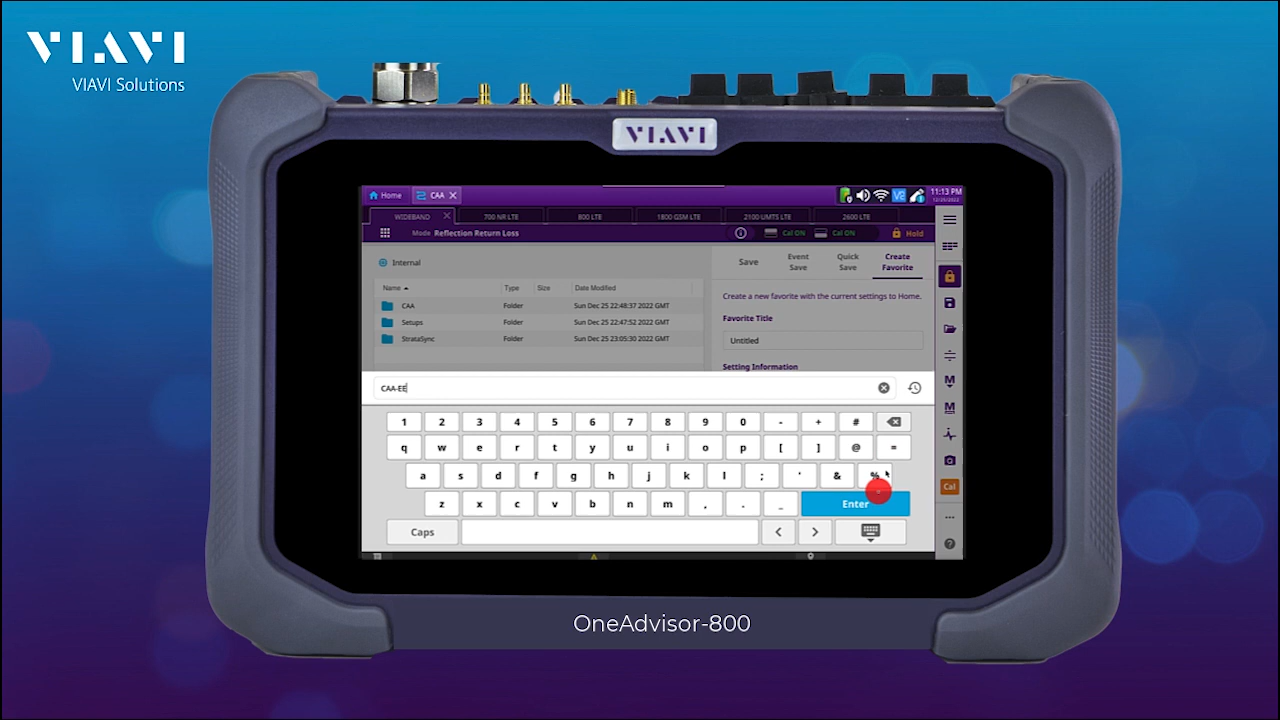 VIAVI
VIAVI Solutions
VIAVI
Home CAA 11:13 PM
12/25/2022
WIDEBAND 700 NR LTE 800 LTE 1800 GSM LTE 2100 UMTS LTE 2600 LTE
Mode Reflection Return Loss Cal ON Cal ON Hold
Internal Save Event Save Quick Save Create Favorite
Name Type Size Date Modified
Create a new favorite with the current settings to Home.
CAA Folder Sun Dec 25 22:48:37 2022 GMT
Favorite Title
Setups Folder Sun Dec 25 22:47:52 2022 GMT
StrataSync Folder Sun Dec 25 23:05:30 2022 GMT
Untitled
Setting Information
CAA-EE
M
M
1 2 3 4 5 6 7 8 9 0 - + #
q w e r t y u i o p [ ] @ =
a s d f g h j k l ; ' & %
Cal
z x c v b n m , . _ Enter
Caps < >
OneAdvisor-800